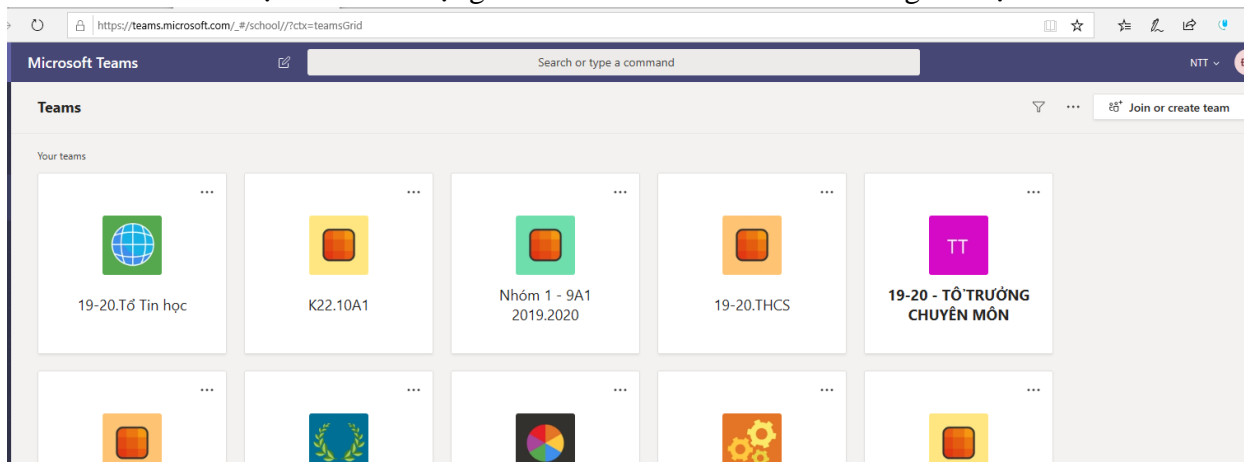 https://teams.microsoft.com/_#/school//?ctx=teamsGrid
Microsoft Teams
Search or type a command
NTT
Teams
Join or create team
Your teams
19-20.Tổ Tin học
K22.10A1
Nhóm 1 - 9A1
2019.2020
19-20.THCS
TT
19-20 - TỔ TRƯỞNG
CHUYÊN MÔN